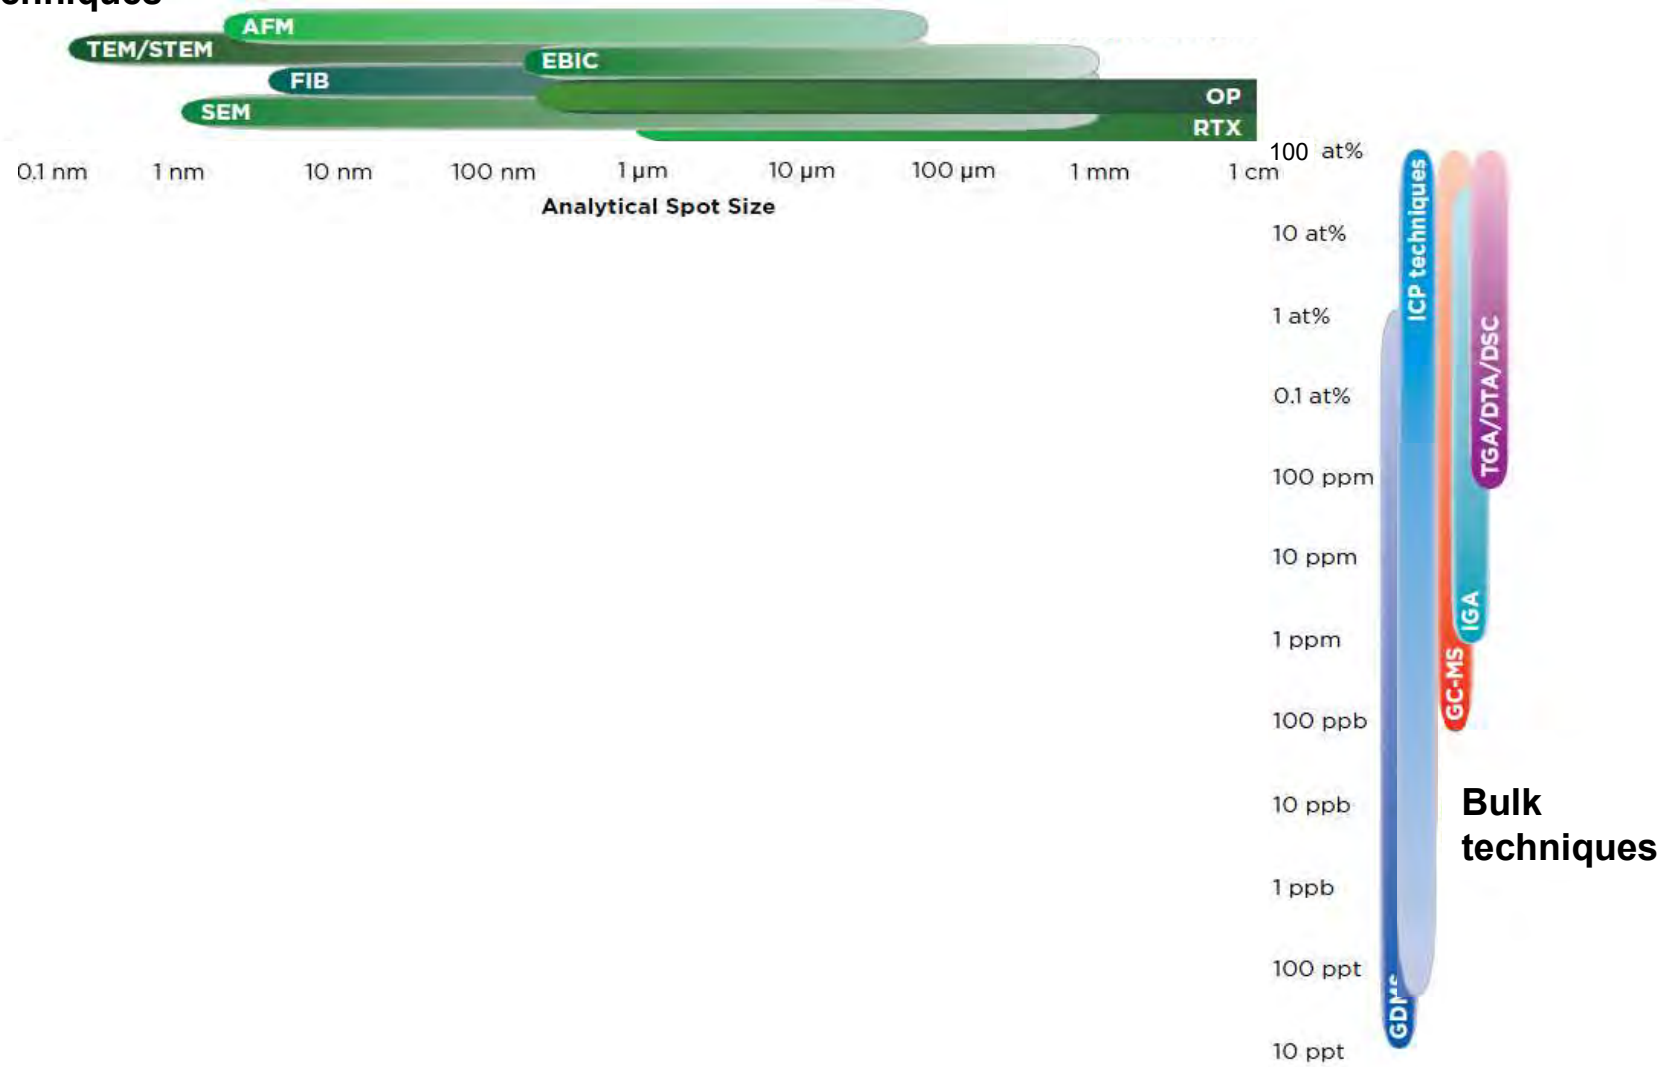 AFM
TEM/STEM
EBIC
FIB
OP
SEM
RTX
0.1 nm 1 nm 10 nm 100 nm 1 µm 10 µm 100 µm 1 mm 1 cm
Analytical Spot Size
100 at%
10 at%
1 at%
0.1 at%
100 ppm
10 ppm
1 ppm
100 ppb
10 ppb
1 ppb
100 ppt
10 ppt
ICP techniques
TGA/DTA/DSC
IGA
GC-MS
GDMS
Bulk
techniques